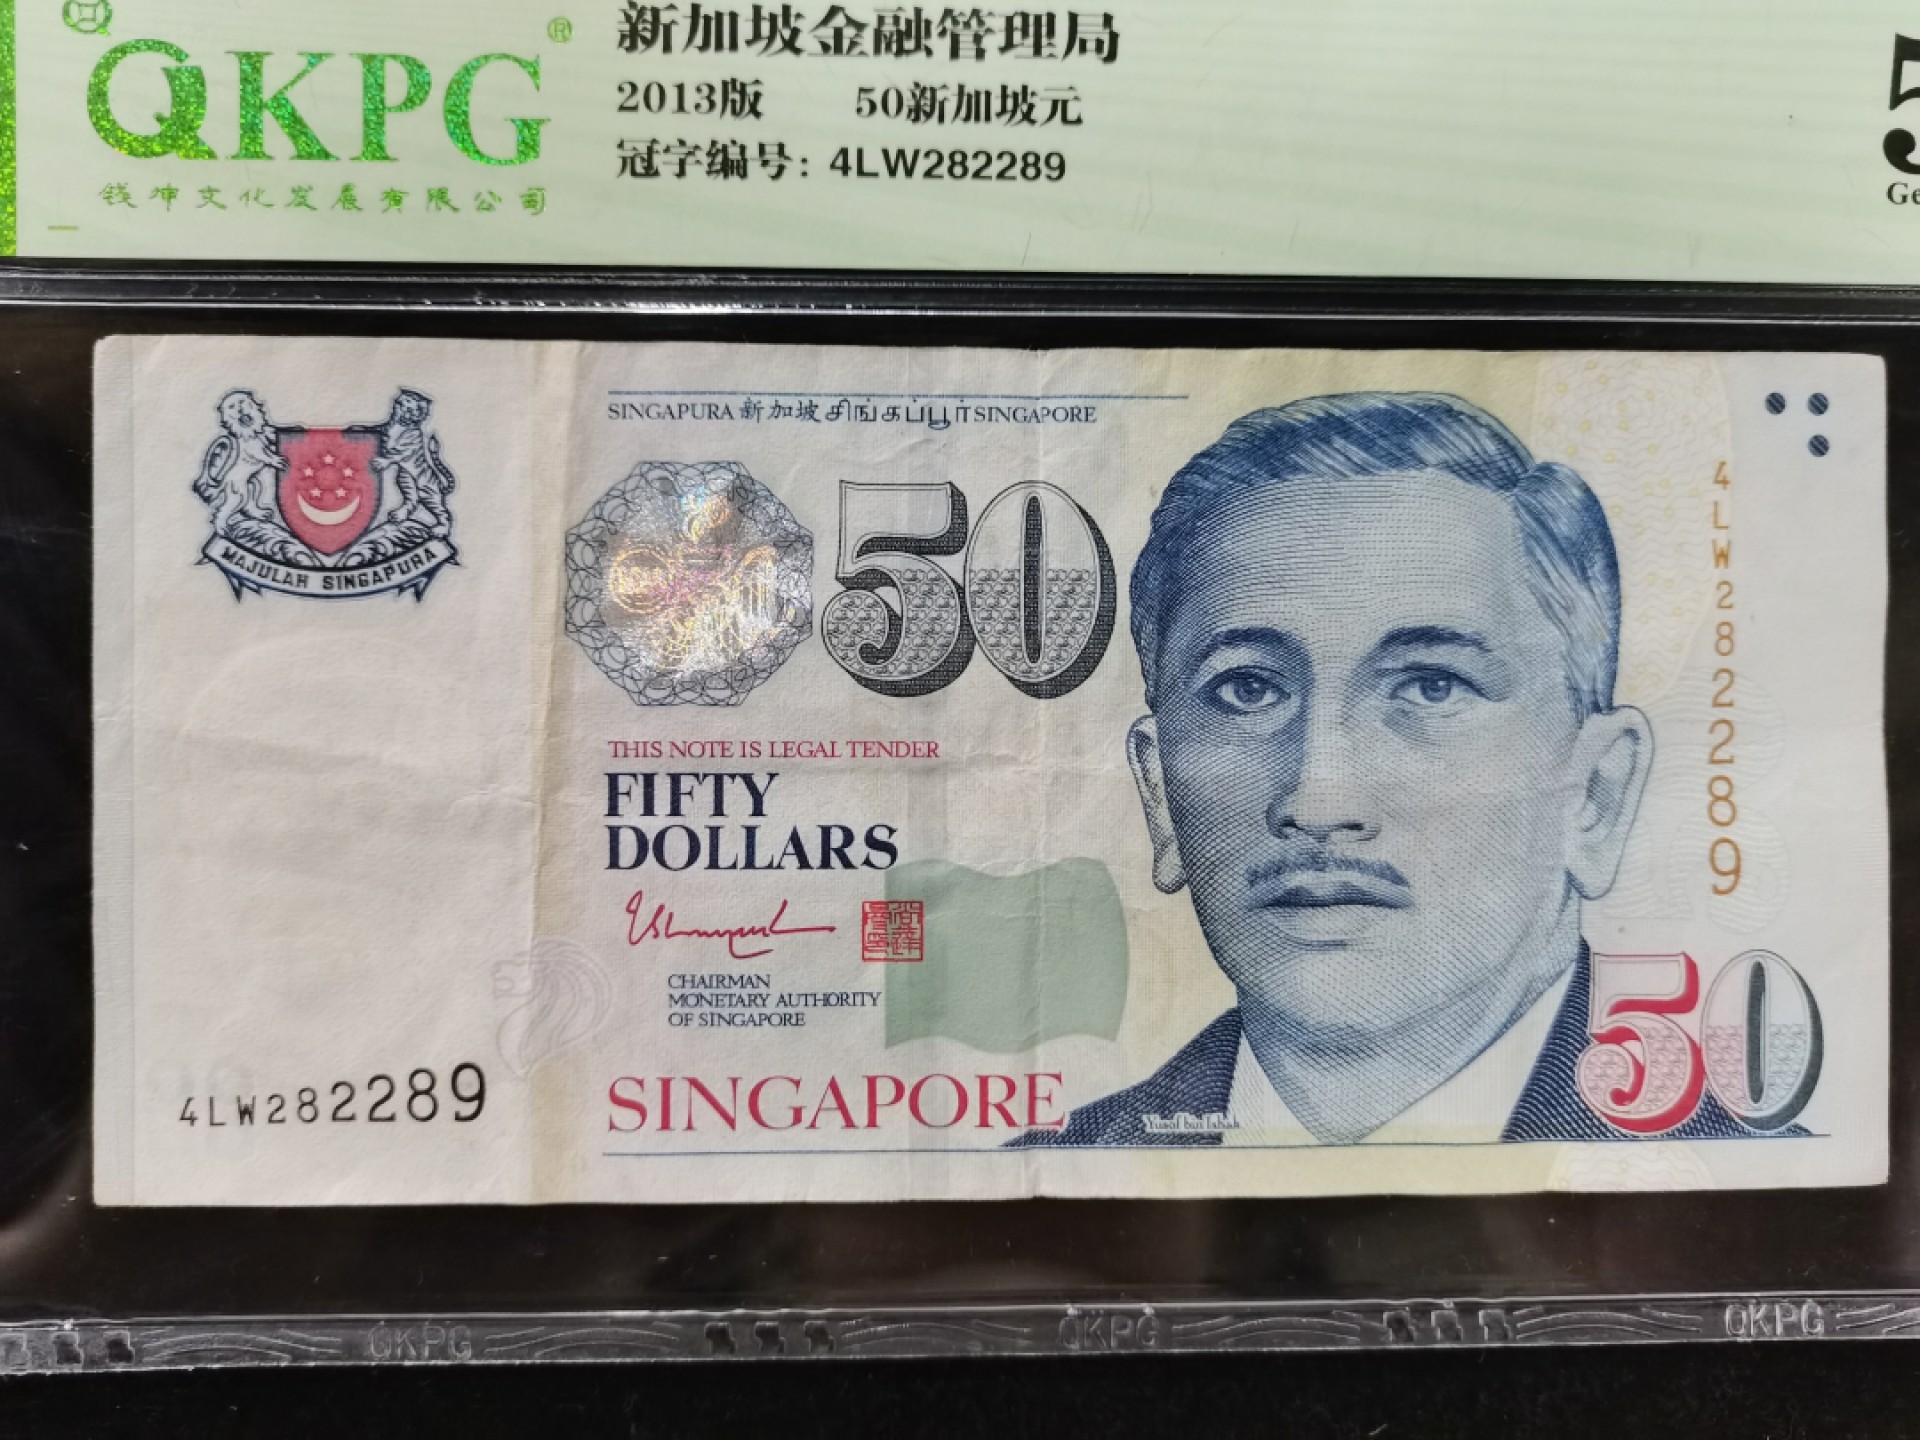 QKPG®
钱坤文化发展有限公司
新加坡金融管理局
2013版 50新加坡元
冠字编号: 4LW282289
MAJULAH SINGAPURA
SINGAPURA 新加坡 சிங்கப்பூர் SINGAPORE
50
4LW282289
THIS NOTE IS LEGAL TENDER
FIFTY
DOLLARS
CHAIRMAN
MONETARY AUTHORITY
OF SINGAPORE
4LW282289
SINGAPORE
Yusof bin Ishak
50
QKPG QKPG QKPG